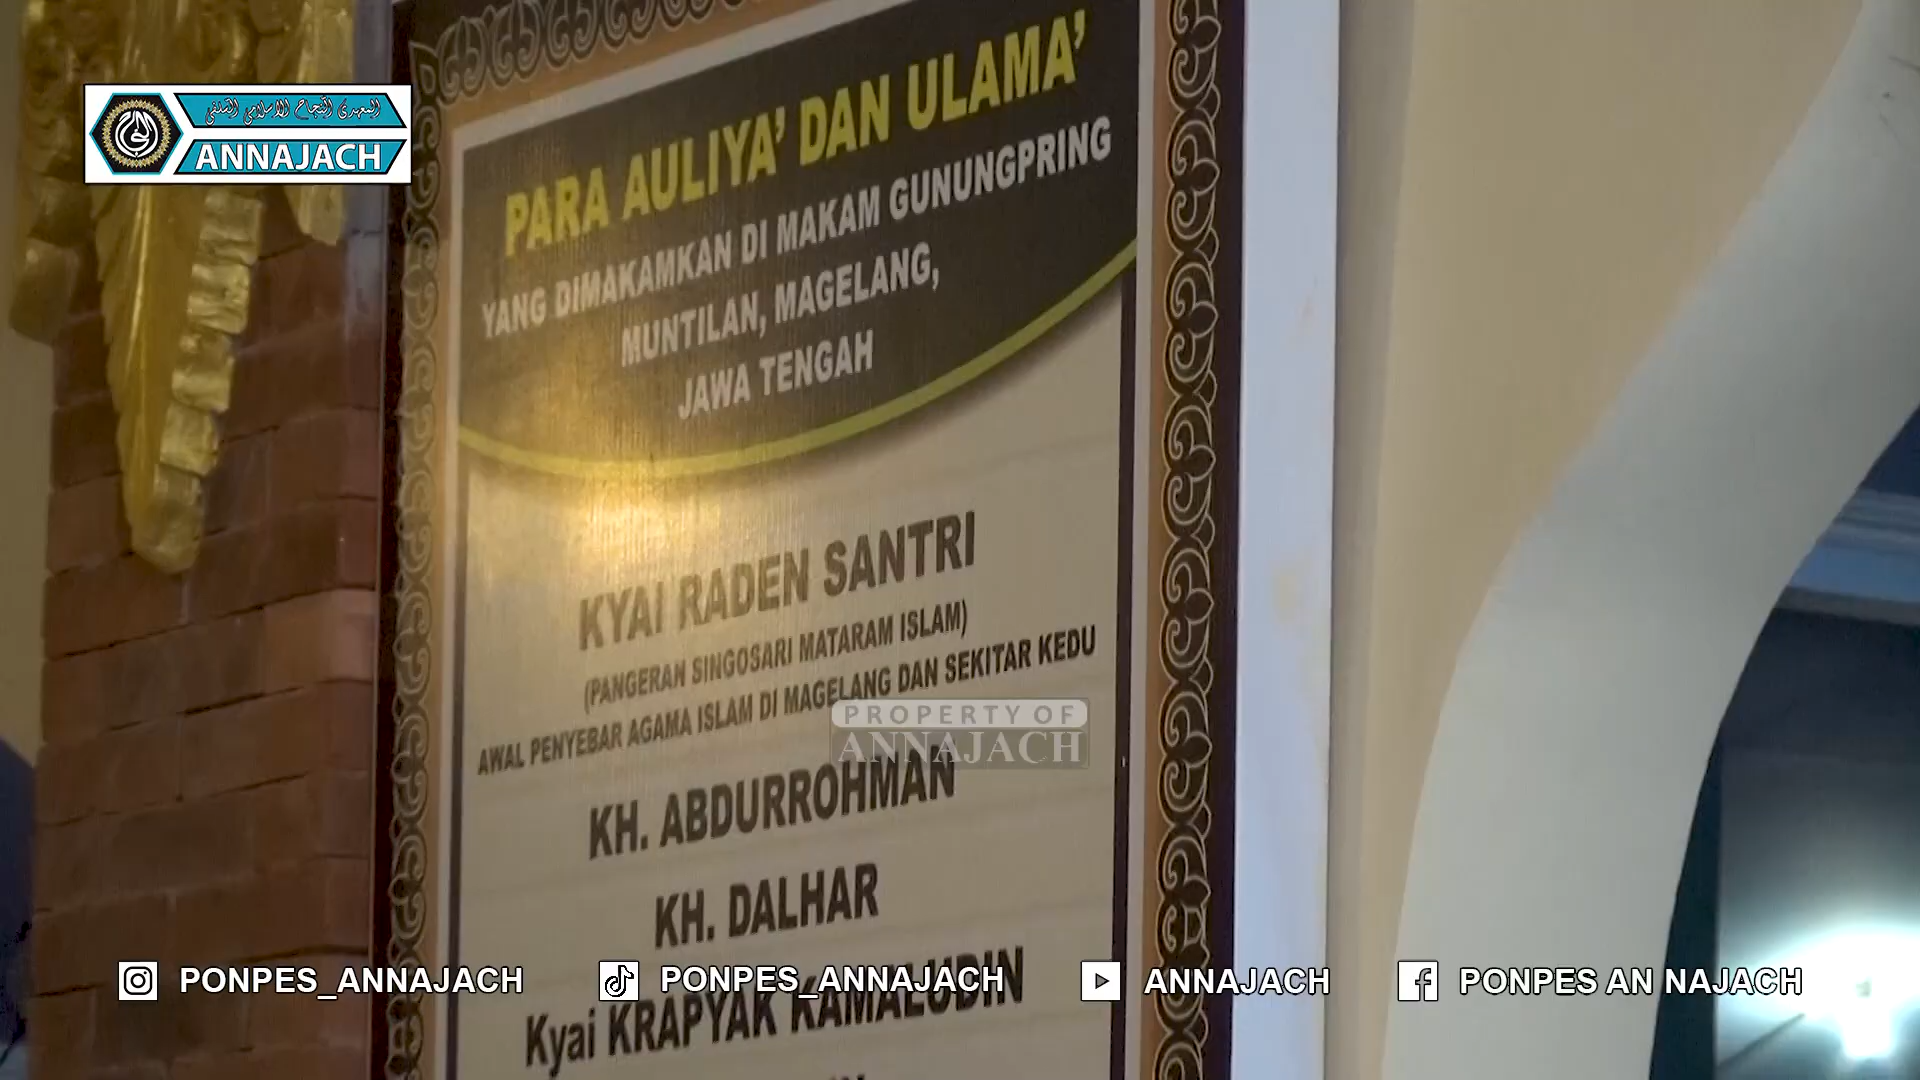 ANNAJACH
PARA AULIYA' DAN ULAMA'
YANG DIMAKAMKAN DI MAKAM GUNUNGPRING
MUNTILAN, MAGELANG,
JAWA TENGAH
KYAI RADEN SANTRI
(PANGERAN SINGOSARI MATARAM ISLAM)
AWAL PENYEBAR AGAMA ISLAM DI MAGELANG DAN SEKITAR KEDU
PROPERTY OF
ANNAJACH
KH. ABDURROHMAN
KH. DALHAR
Kyai KRAPYAK KAMALUDIN
PONPES_ANNAJACH
PONPES_ANNAJACH
ANNAJACH
PONPES AN NAJACH